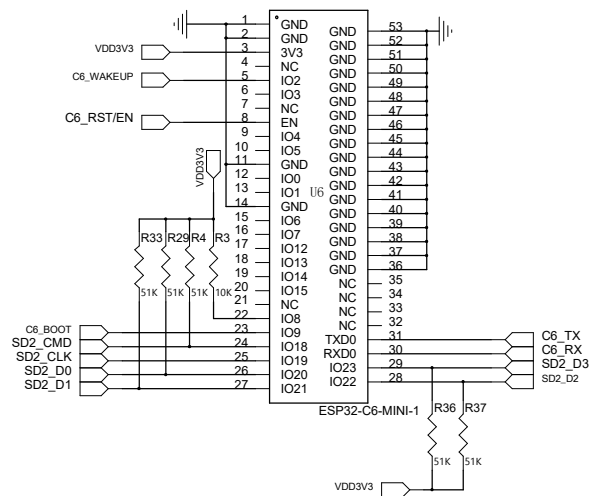 1 GND GND 53
2 GND GND 52
VDD3V3 3 3V3 GND 51
4 NC GND 50
C6_WAKEUP 5 IO2 GND 49
6 IO3 GND 48
7 NC GND 47
C6_RST/EN 8 EN GND 46
9 IO4 GND 45
10 IO5 GND 44
11 GND GND 43
12 IO0 GND 42
13 IO1 U6 GND 41
14 GND GND 40
15 IO6 GND 39
16 IO7 GND 38
17 IO12 GND 37
18 IO13 GND 36
19 IO14 NC 35
20 IO15 NC 34
21 NC NC 33
22 IO8 NC 32
C6_BOOT 23 IO9 TXD0 31 C6_TX
SD2_CMD 24 IO18 RXD0 30 C6_RX
SD2_CLK 25 IO19 IO23 29 SD2_D3
SD2_D0 26 IO20 IO22 28 SD2_D2
SD2_D1 27 IO21
ESP32-C6-MINI-1
VDD3V3
R33 R29 R4 R3
51K 51K 51K 10K
R36 R37
51K 51K
VDD3V3